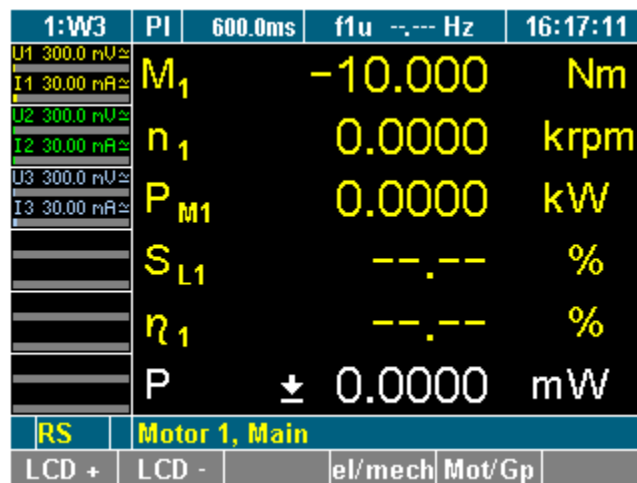 1:W3 PI 600.0ms f1u --.--- Hz 16:17:11
U1 300.0 mV≃
I1 30.00 mA≃
M1 -10.000 Nm
U2 300.0 mV≃
I2 30.00 mA≃
n1 0.0000 krpm
U3 300.0 mV≃
I3 30.00 mA≃
PM1 0.0000 kW
SL1 --.-- %
η1 --.-- %
P 0.0000 mW
RS Motor 1, Main
LCD + LCD - el/mech Mot/Gp